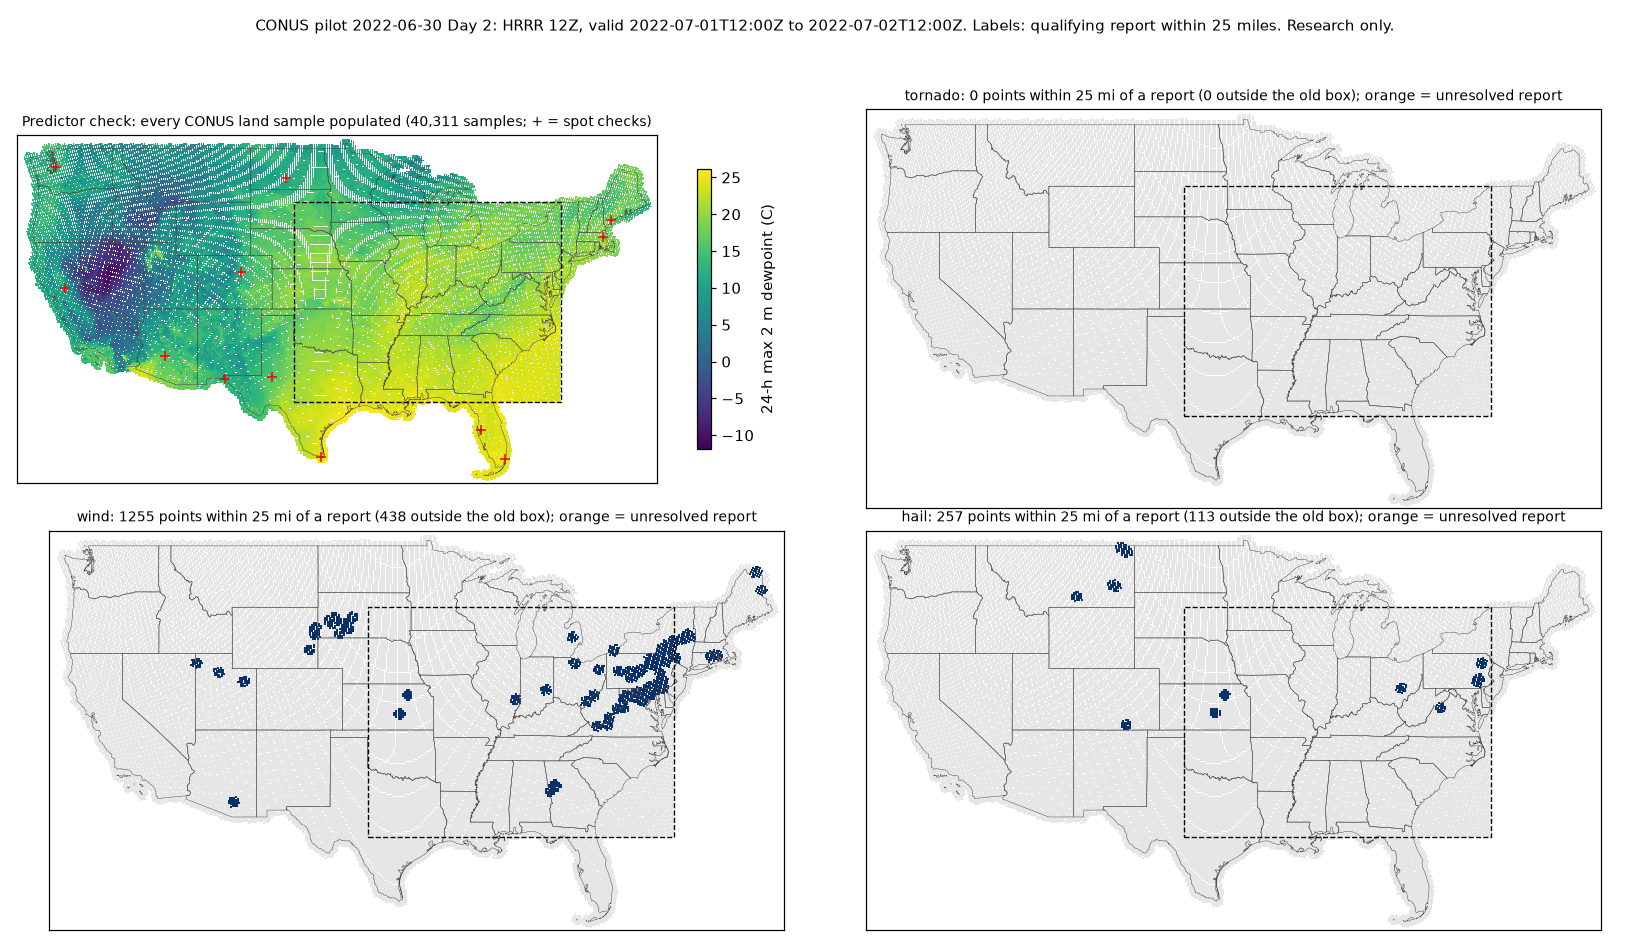 CONUS pilot 2022-06-30 Day 2: HRRR 12Z, valid 2022-07-01T12:00Z to 2022-07-02T12:00Z. Labels: qualifying report within 25 miles. Research only.
Predictor check: every CONUS land sample populated (40,311 samples; + = spot checks)
25
20
15
10
5
0
−5
−10
24-h max 2 m dewpoint (C)
tornado: 0 points within 25 mi of a report (0 outside the old box); orange = unresolved report
wind: 1255 points within 25 mi of a report (438 outside the old box); orange = unresolved report
hail: 257 points within 25 mi of a report (113 outside the old box); orange = unresolved report